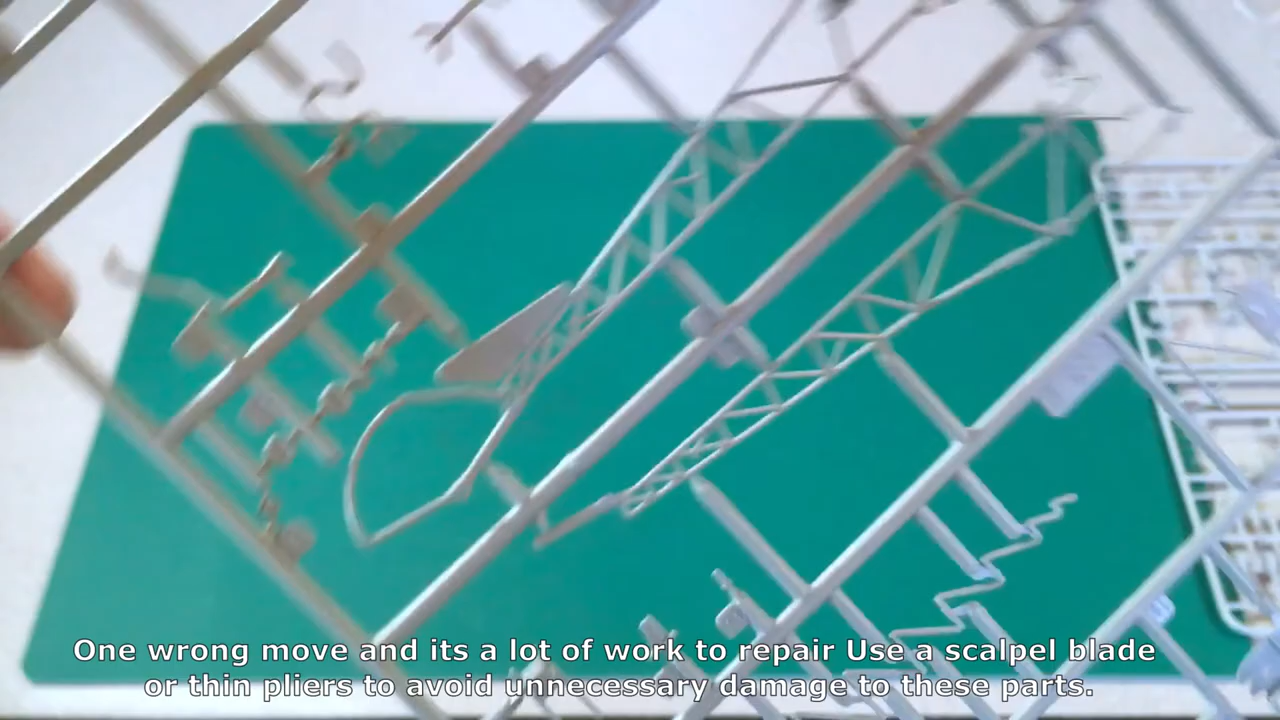 One wrong move and its a lot of work to repair Use a scalpel blade
or thin pliers to avoid unnecessary damage to these parts.